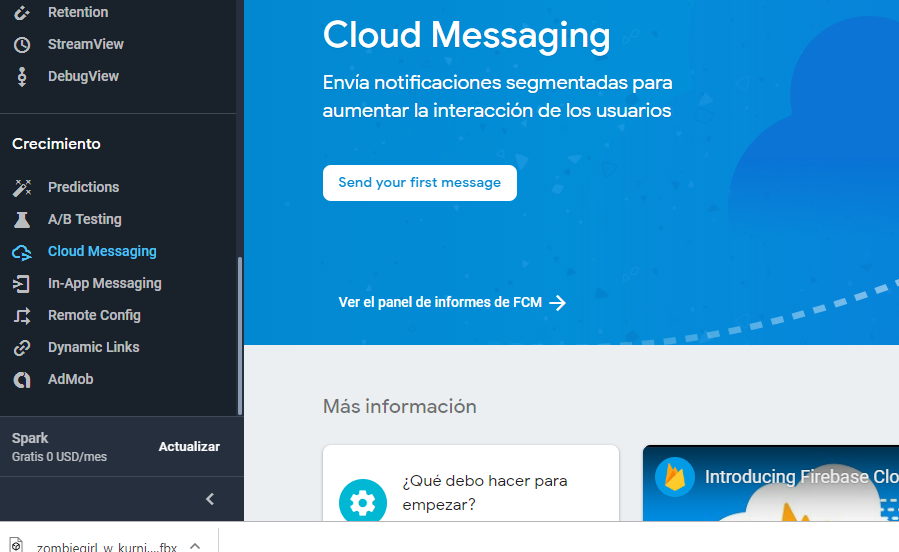 Retention
StreamView
DebugView
Crecimiento
Predictions
A/B Testing
Cloud Messaging
In-App Messaging
Remote Config
Dynamic Links
AdMob
Spark
Gratis 0 USD/mes
Actualizar
Cloud Messaging
Envía notificaciones segmentadas para
aumentar la interacción de los usuarios
Send your first message
Ver el panel de informes de FCM
Más información
¿Qué debo hacer para
empezar?
Introducing Firebase Clo
zombiegirl_w_kurni....fbx